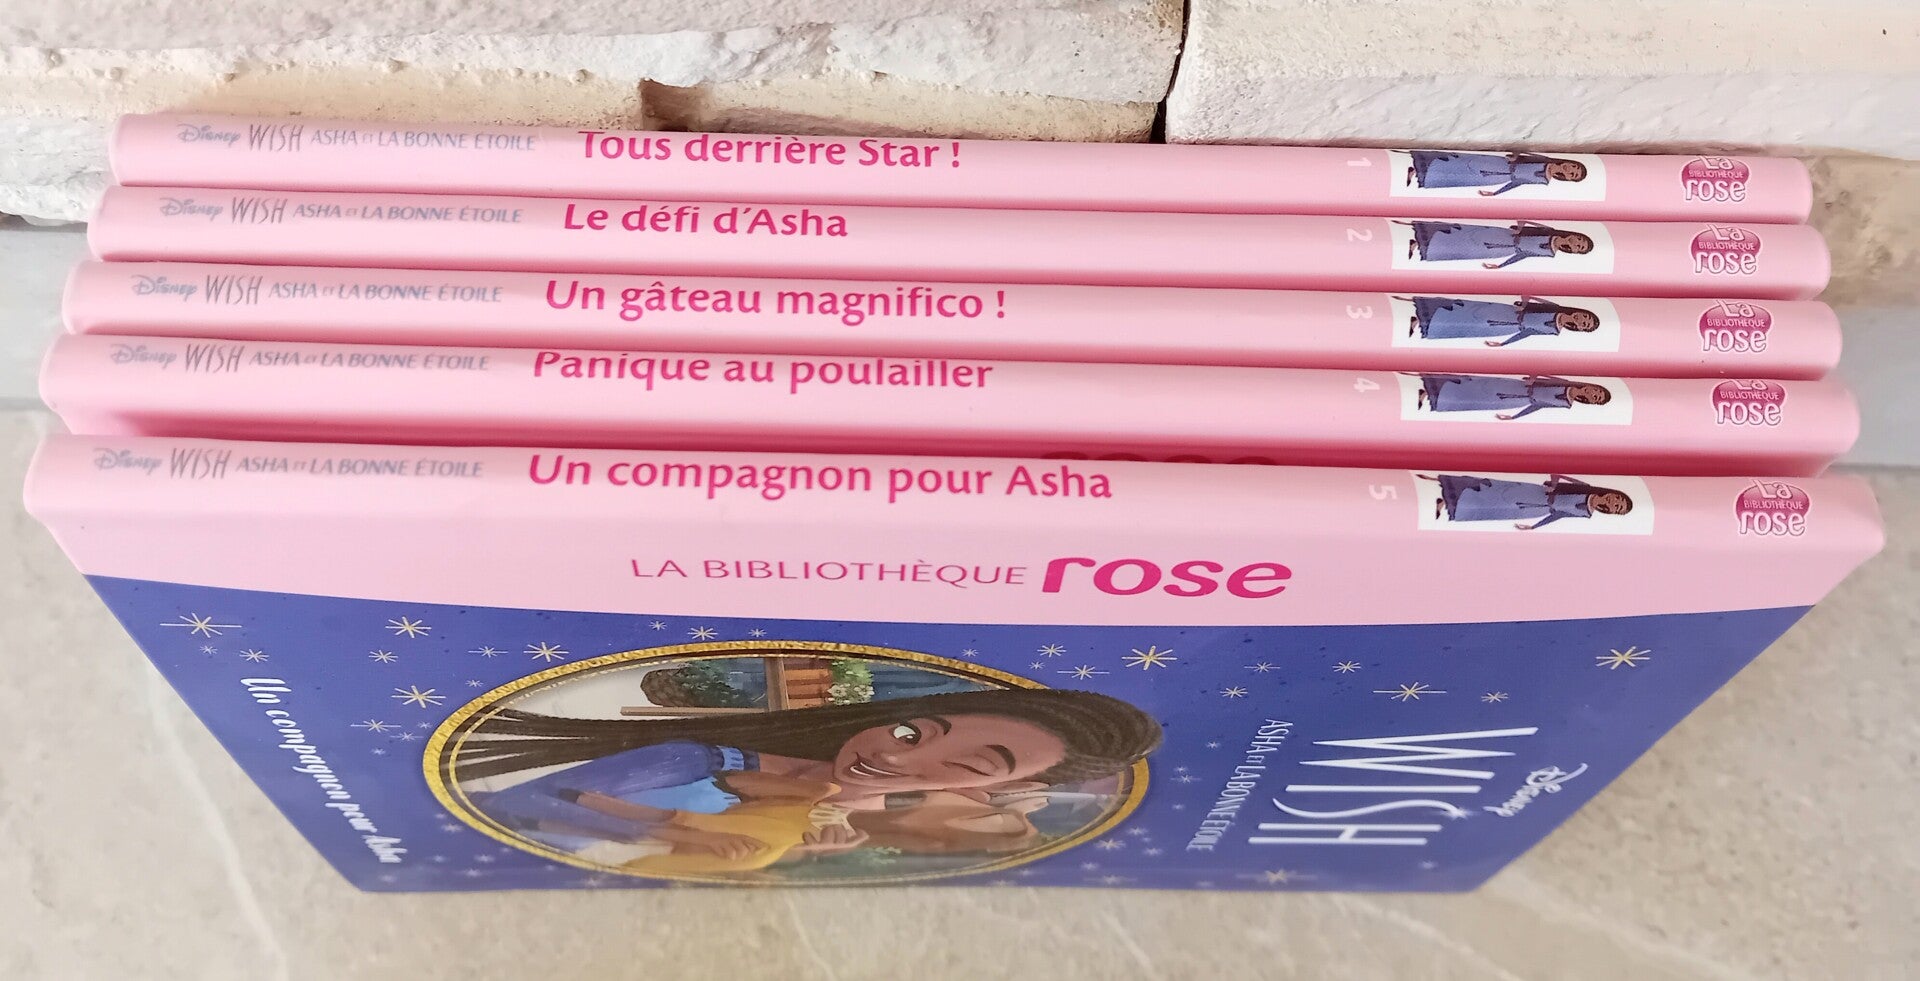 Disney WISH ASHA ET LA BONNE ÉTOILE Tous derrière Star ! 1 La BIBLIOTHÈQUE rose
Disney WISH ASHA ET LA BONNE ÉTOILE Le défi d'Asha 2 La BIBLIOTHÈQUE rose
Disney WISH ASHA ET LA BONNE ÉTOILE Un gâteau magnifico ! 3 La BIBLIOTHÈQUE rose
Disney WISH ASHA ET LA BONNE ÉTOILE Panique au poulailler 4 La BIBLIOTHÈQUE rose
rose
Disney WISH ASHA ET LA BONNE ÉTOILE Un compagnon pour Asha 5 La BIBLIOTHÈQUE rose
LA BIBLIOTHÈQUE rose
Disney
WISH
ASHA ET LA BONNE ÉTOILE
Un compagnon pour Asha